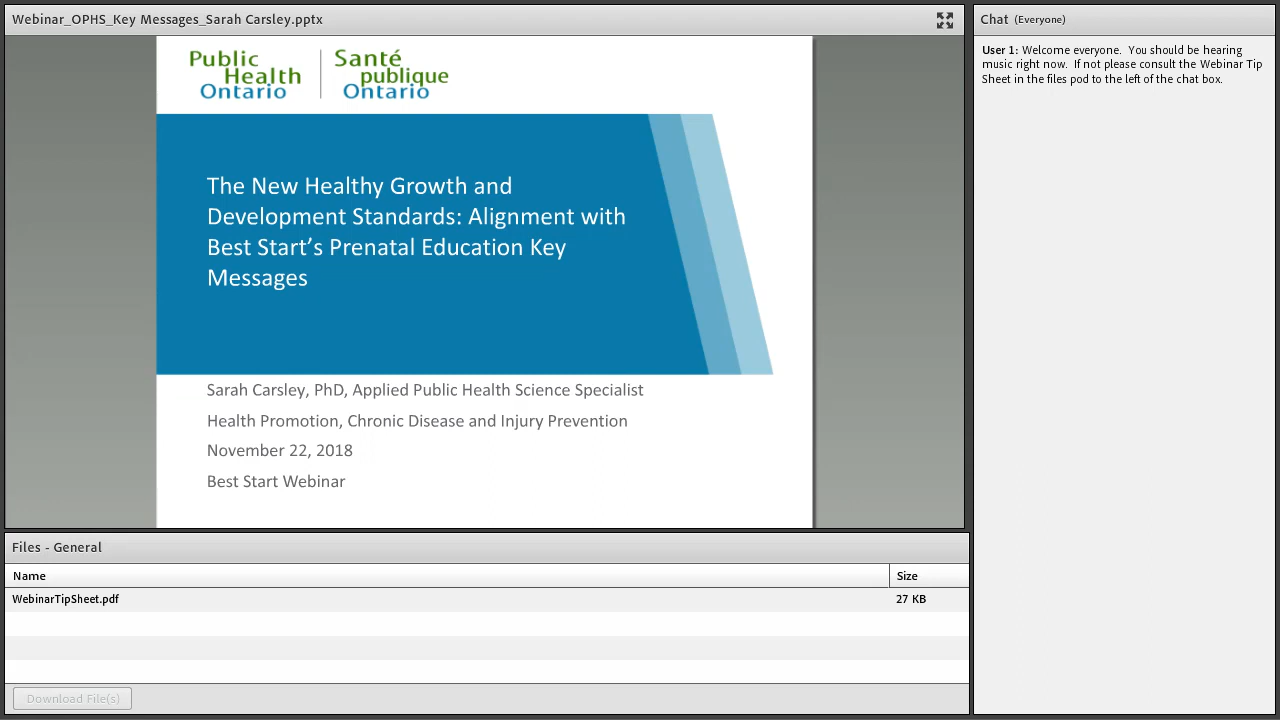 Webinar_OPHS_Key Messages_Sarah Carsley.pptx
Public Health Ontario
Santé publique Ontario
The New Healthy Growth and
Development Standards: Alignment with
Best Start’s Prenatal Education Key
Messages
Sarah Carsley, PhD, Applied Public Health Science Specialist
Health Promotion, Chronic Disease and Injury Prevention
November 22, 2018
Best Start Webinar
Files - General
Name Size
WebinarTipSheet.pdf 27 KB
Download File(s)
Chat (Everyone)
User 1: Welcome everyone. You should be hearing
music right now. If not please consult the Webinar Tip
Sheet in the files pod to the left of the chat box.